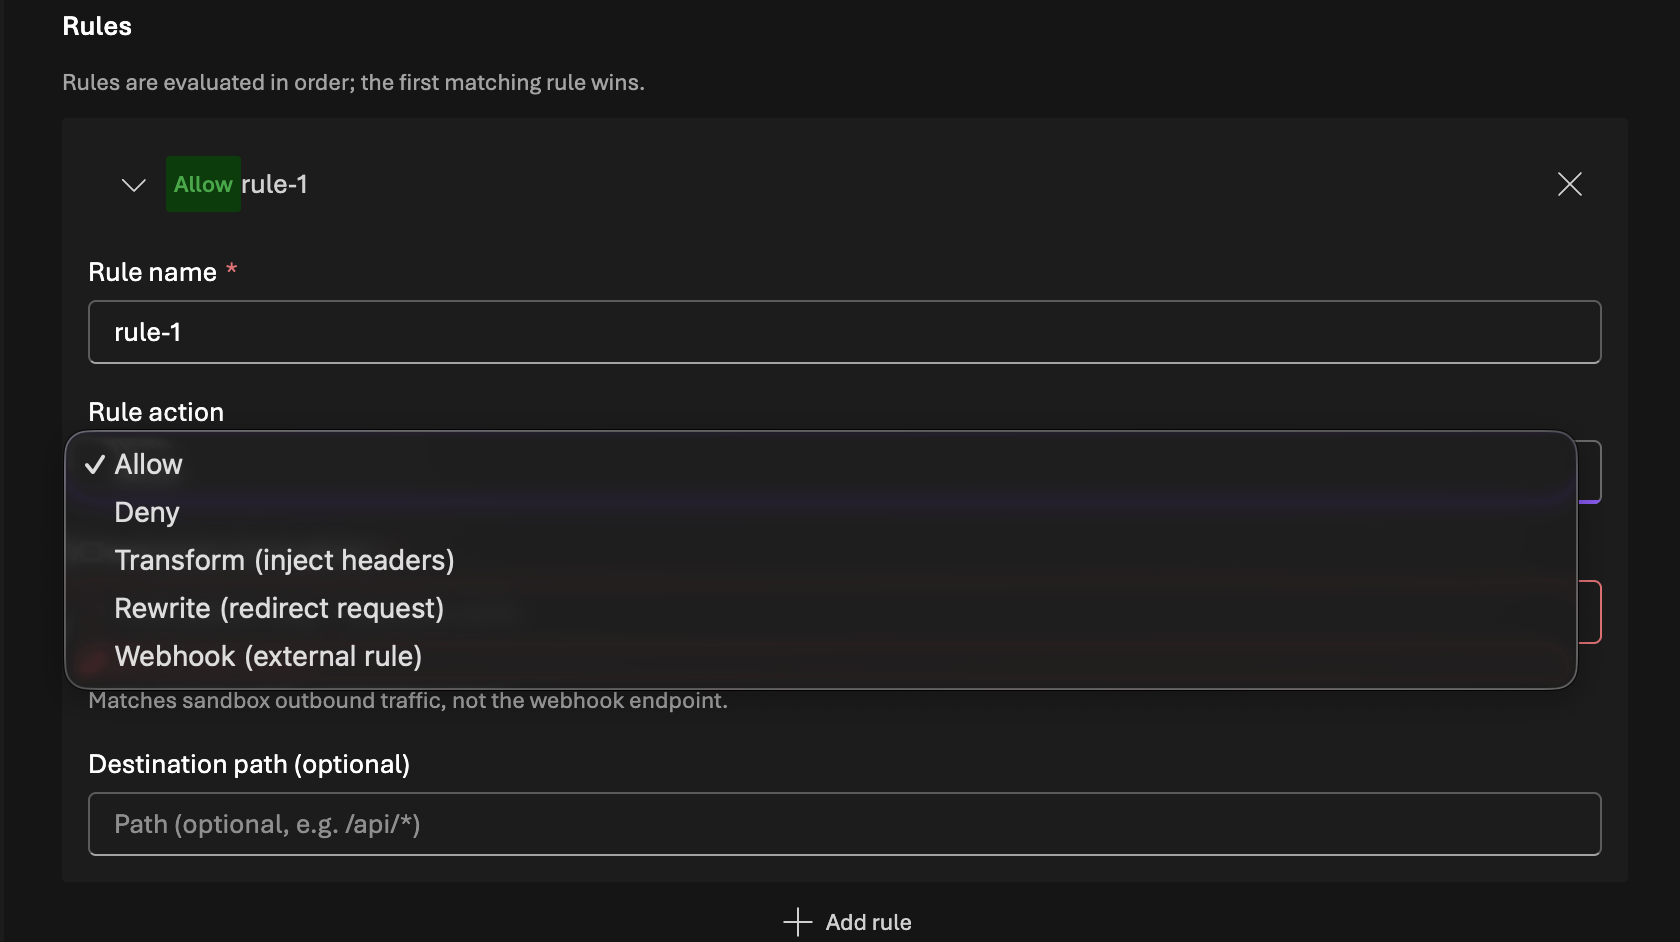 Rules
Rules are evaluated in order; the first matching rule wins.
Allow rule-1
Rule name *
rule-1
Rule action
✓ Allow
Deny
Transform (inject headers)
Rewrite (redirect request)
Webhook (external rule)
Matches sandbox outbound traffic, not the webhook endpoint.
Destination path (optional)
Path (optional, e.g. /api/*)
Add rule